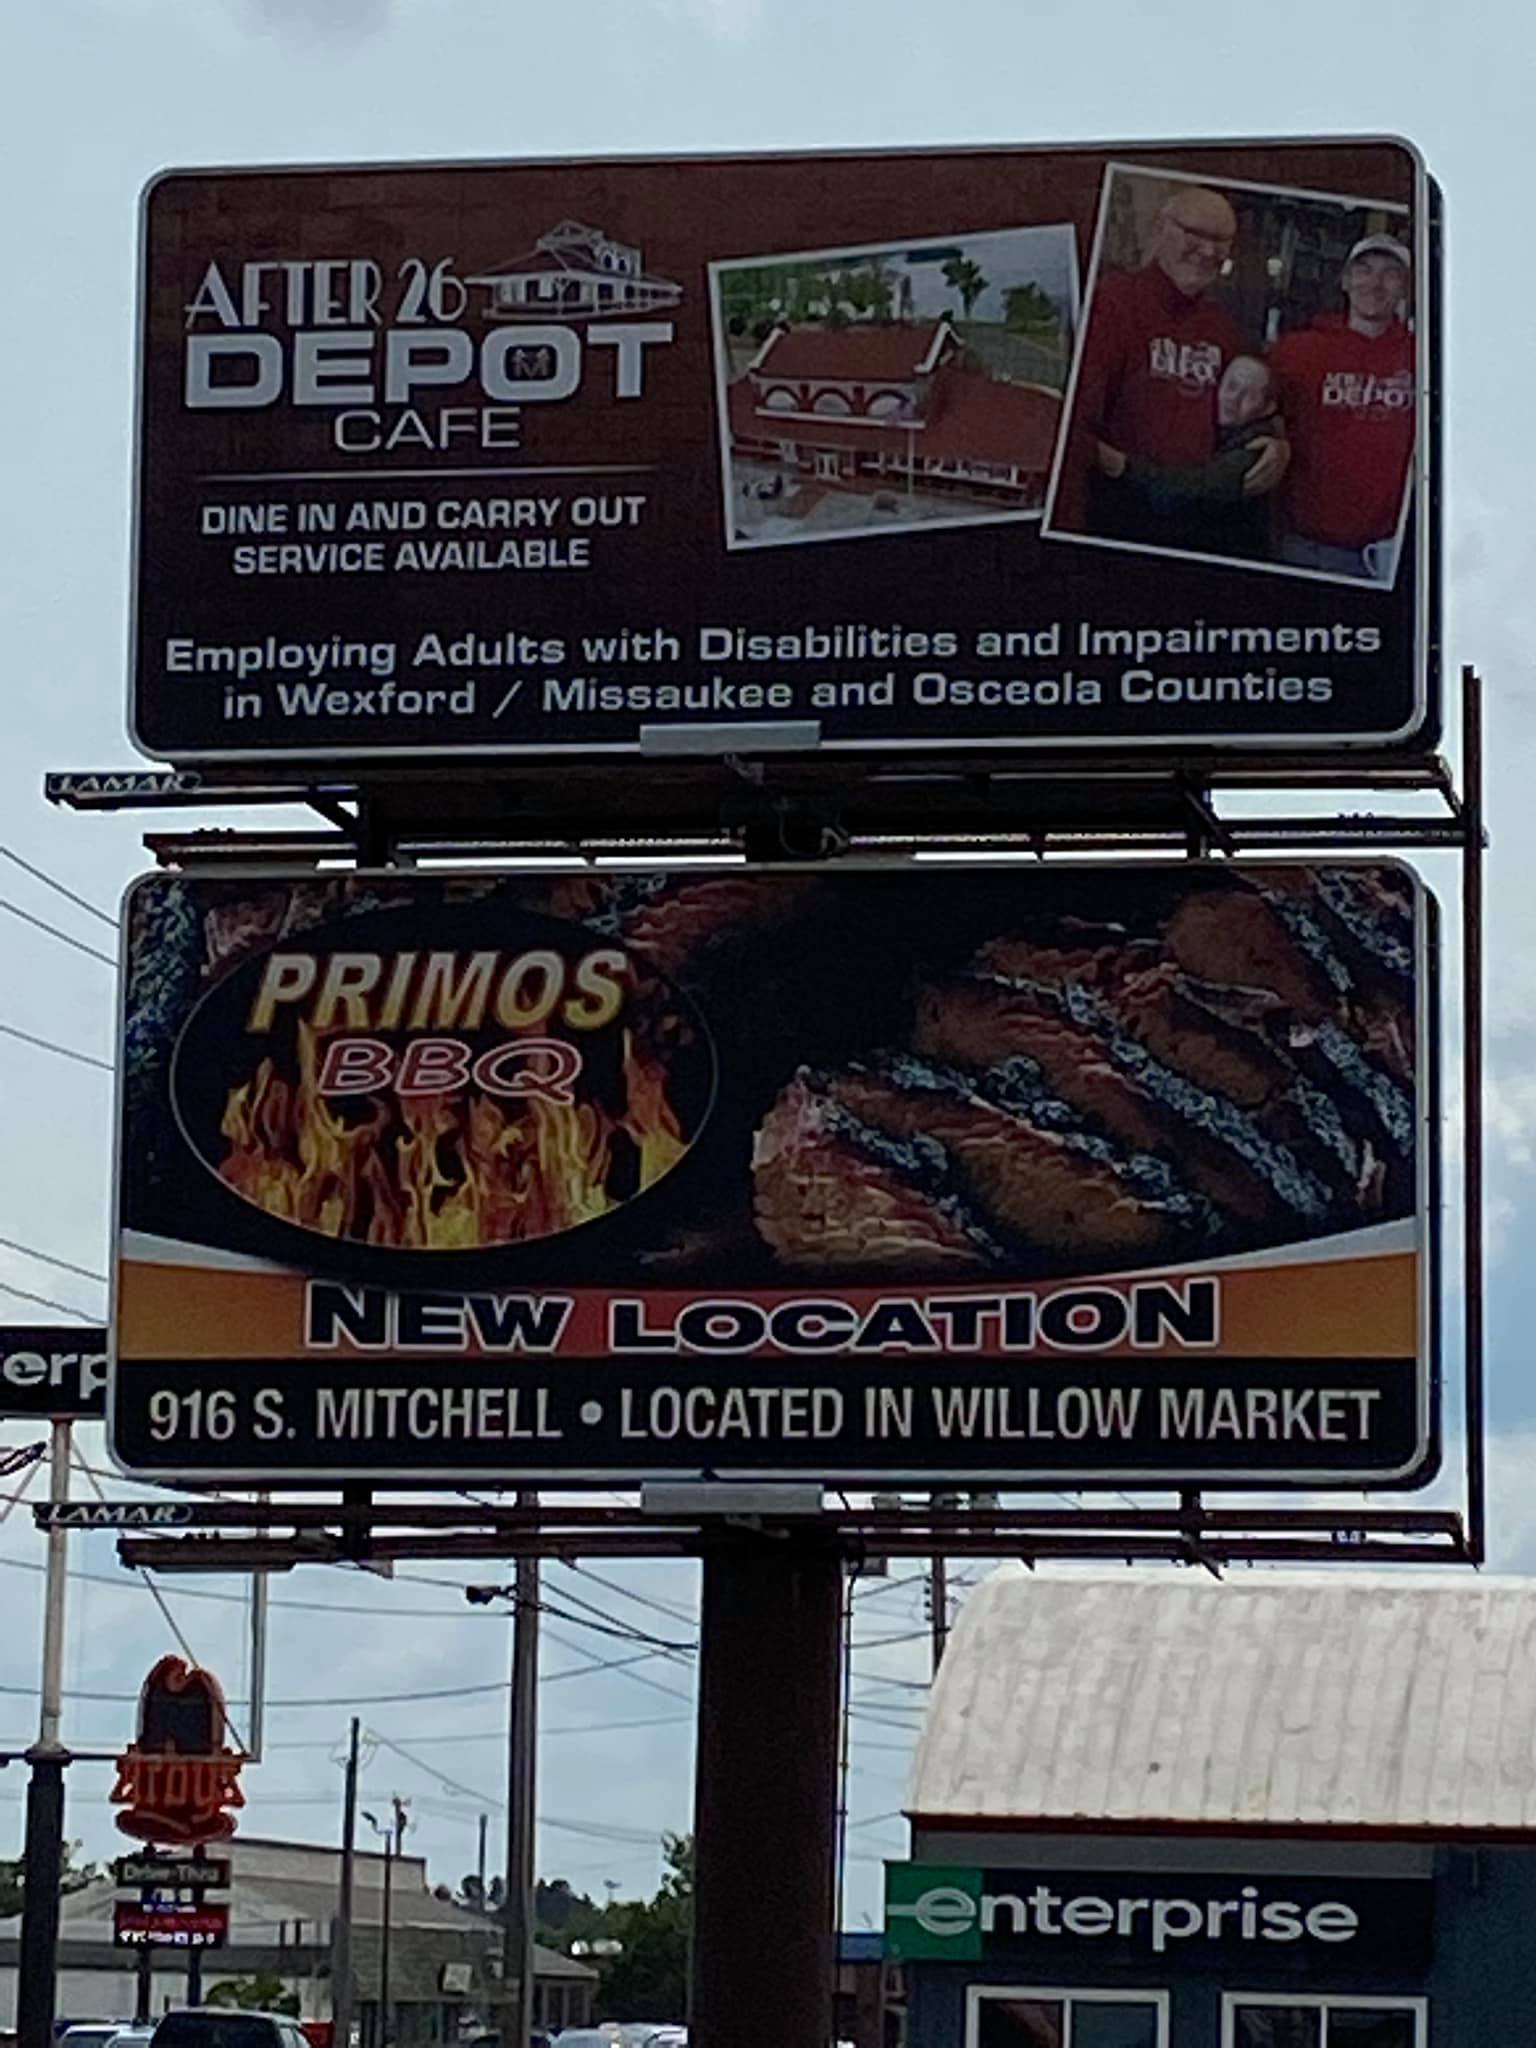 AFTER 26
DEPOT
CAFE
DINE IN AND CARRY OUT
SERVICE AVAILABLE
DEPOT
Employing Adults with Disabilities and Impairments
in Wexford / Missaukee and Osceola Counties
LAMAR
PRIMOS
BBQ
NEW LOCATION
916 S. MITCHELL • LOCATED IN WILLOW MARKET
erp
LAMAR
Arby's
Drive-Thru
enterprise